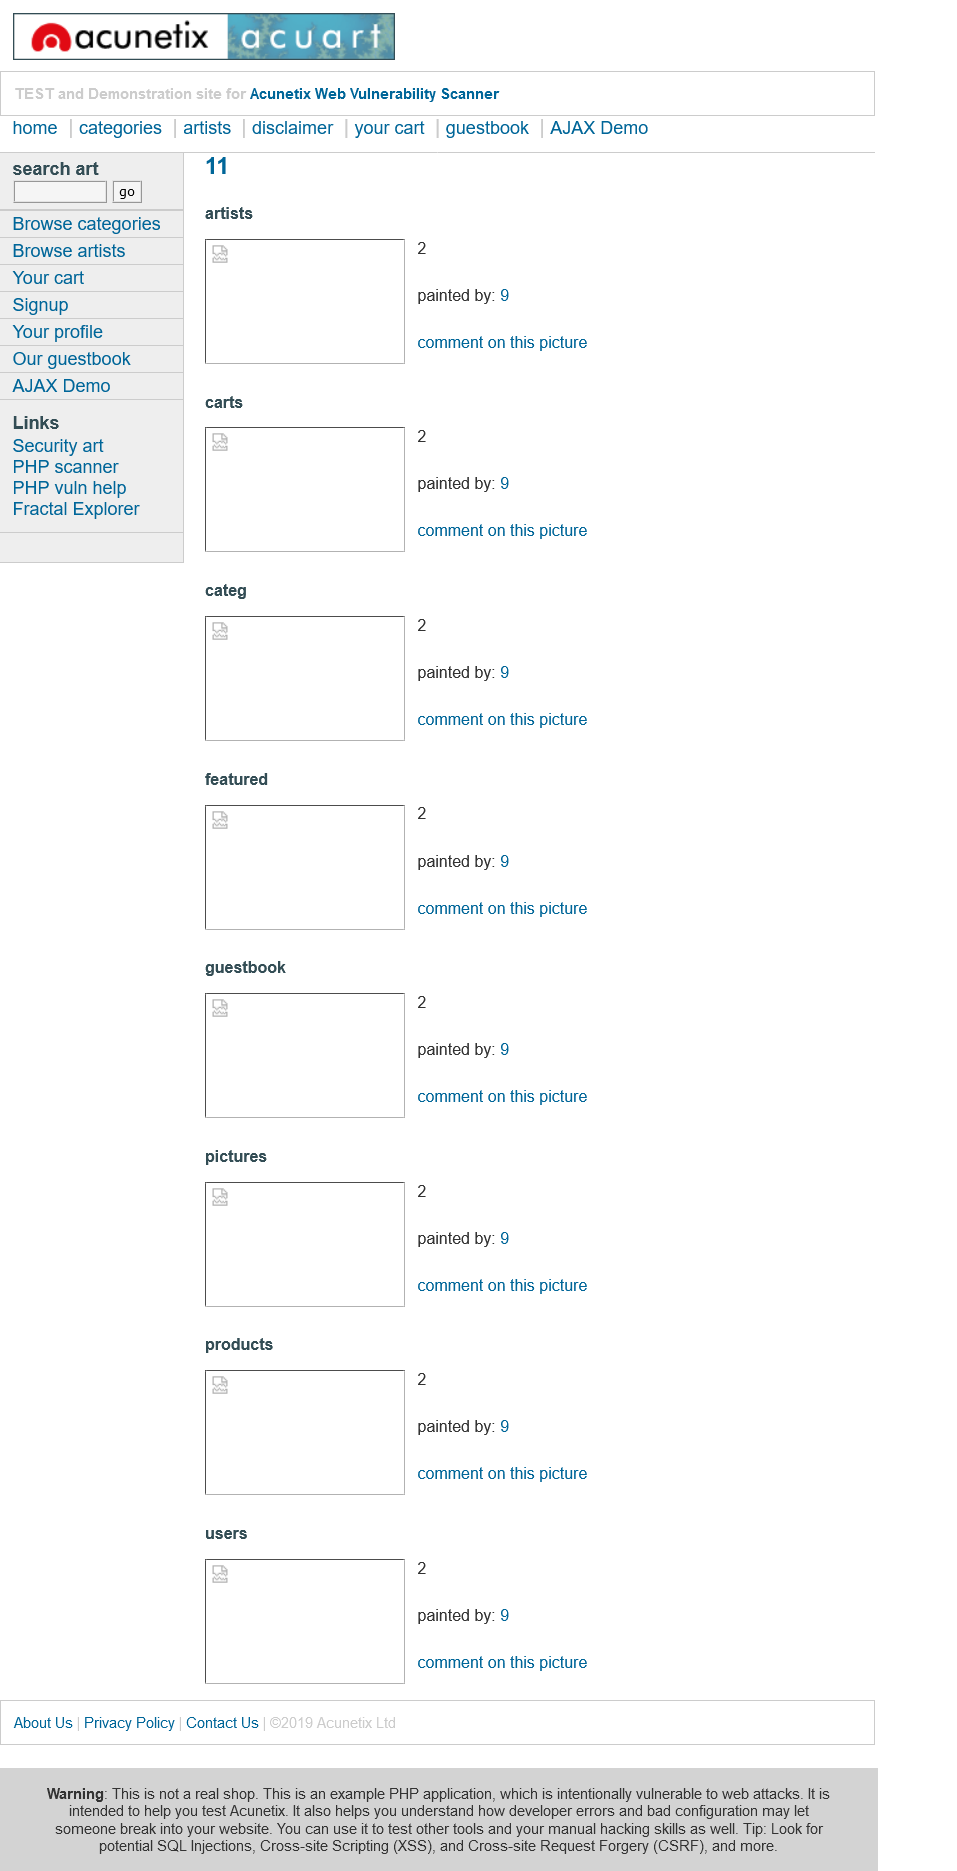 acunetix acuart
TEST and Demonstration site for Acunetix Web Vulnerability Scanner
home | categories | artists | disclaimer | your cart | guestbook | AJAX Demo
search art
go
Browse categories
Browse artists
Your cart
Signup
Your profile
Our guestbook
AJAX Demo
Links
Security art
PHP scanner
PHP vuln help
Fractal Explorer
11
artists
2
painted by: 9
comment on this picture
carts
2
painted by: 9
comment on this picture
categ
2
painted by: 9
comment on this picture
featured
2
painted by: 9
comment on this picture
guestbook
2
painted by: 9
comment on this picture
pictures
2
painted by: 9
comment on this picture
products
2
painted by: 9
comment on this picture
users
2
painted by: 9
comment on this picture
About Us | Privacy Policy | Contact Us | ©2019 Acunetix Ltd
Warning: This is not a real shop. This is an example PHP application, which is intentionally vulnerable to web attacks. It is
intended to help you test Acunetix. It also helps you understand how developer errors and bad configuration may let
someone break into your website. You can use it to test other tools and your manual hacking skills as well. Tip: Look for
potential SQL Injections, Cross-site Scripting (XSS), and Cross-site Request Forgery (CSRF), and more.